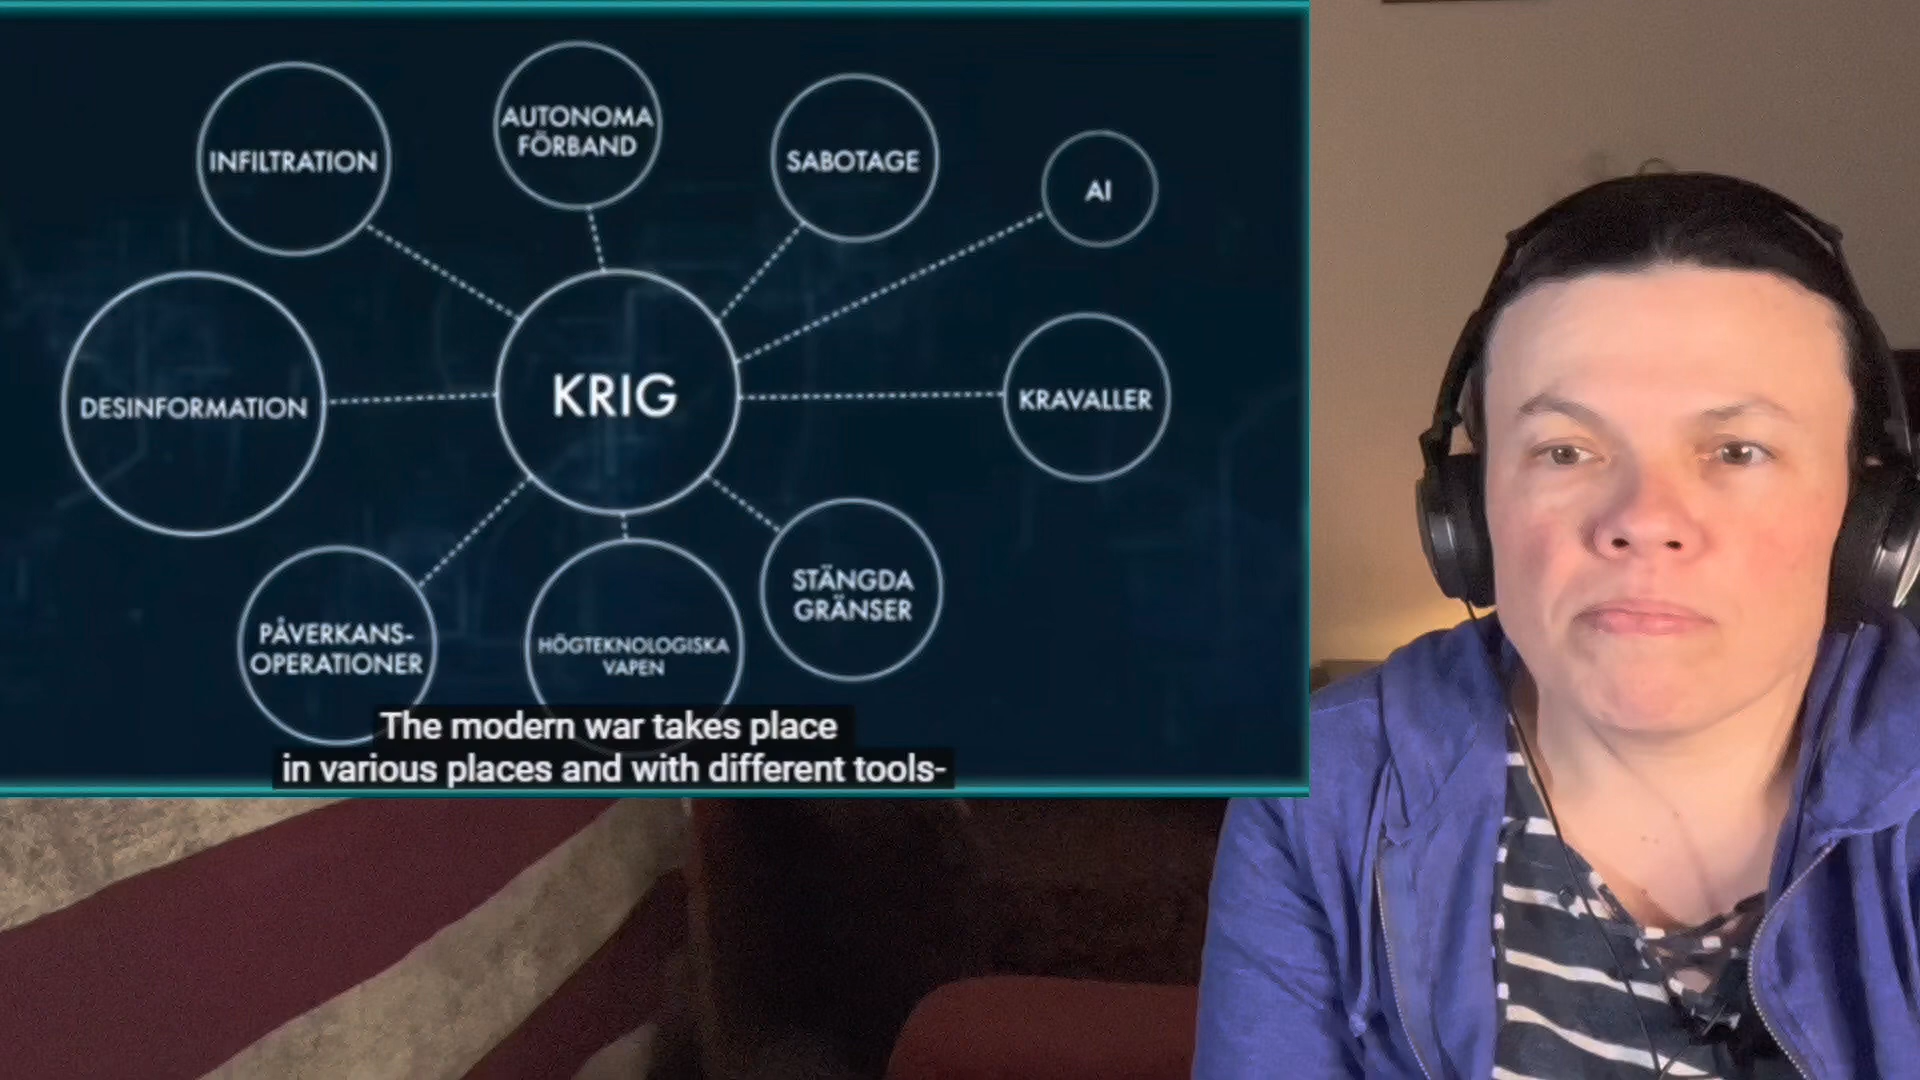 AUTONOMA
FÖRBAND
INFILTRATION
SABOTAGE
AI
KRIG
KRAVALLER
DESINFORMATION
STÄNGDA
GRÄNSER
PÅVERKANS-
OPERATIONER
HÖGTEKNOLOGISKA
VAPEN
The modern war takes place
in various places and with different tools-